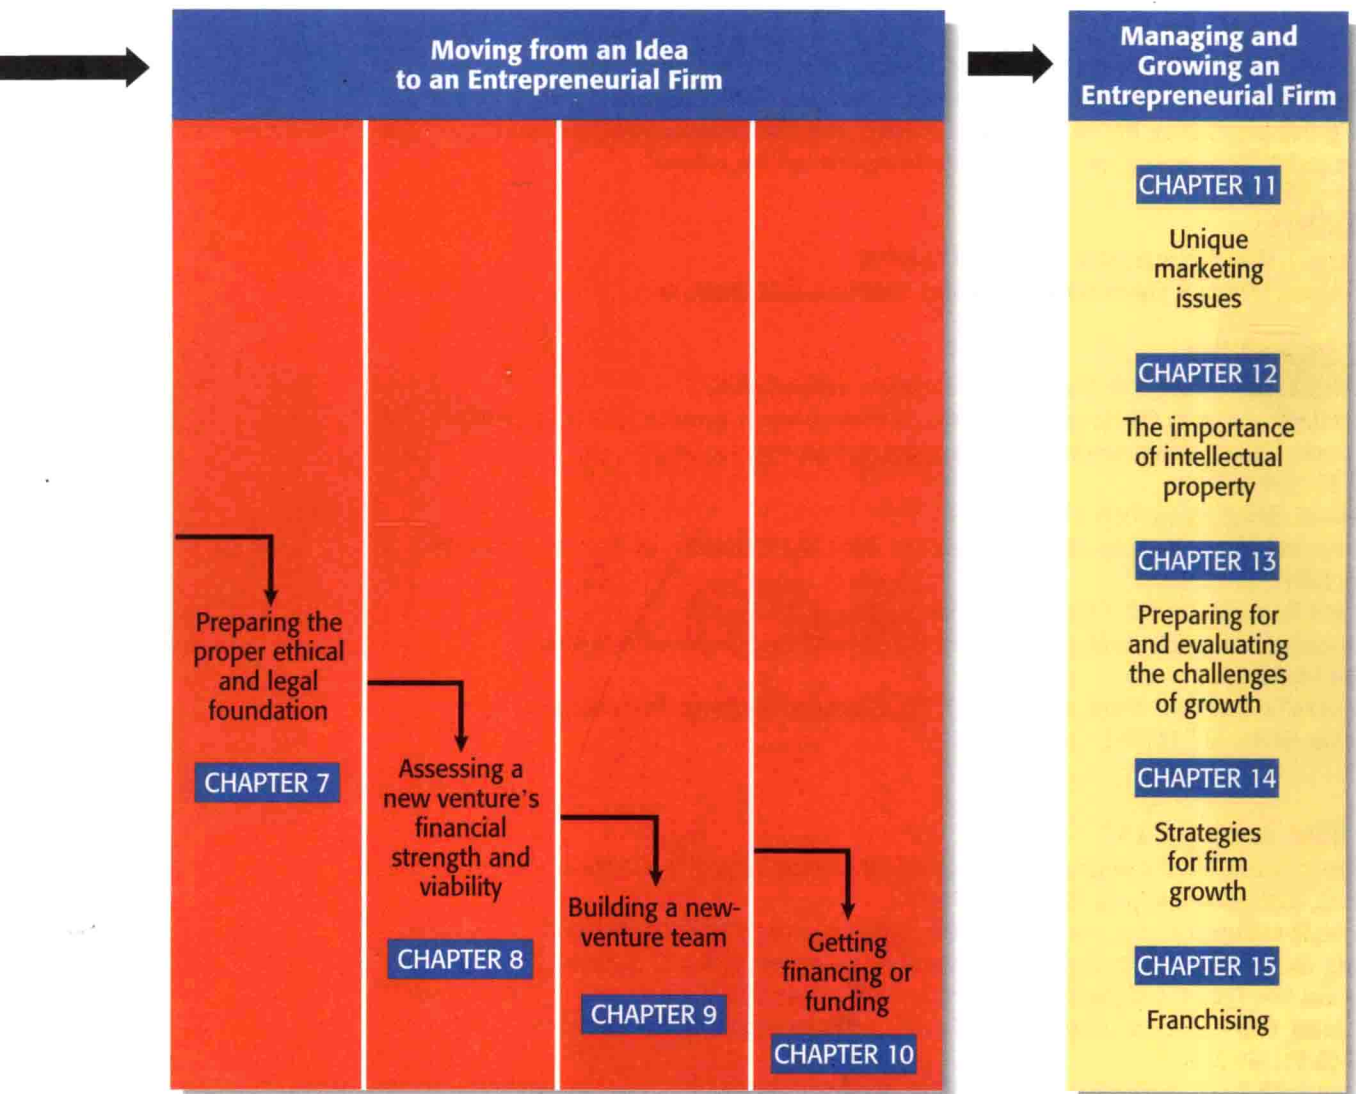 Moving from an Idea
to an Entrepreneurial Firm
Preparing the
proper ethical
and legal
foundation
CHAPTER 7
Assessing a
new venture's
financial
strength and
viability
CHAPTER 8
Building a new-
venture team
CHAPTER 9
Getting
financing or
funding
CHAPTER 10
Managing and
Growing an
Entrepreneurial Firm
CHAPTER 11
Unique
marketing
issues
CHAPTER 12
The importance
of intellectual
property
CHAPTER 13
Preparing for
and evaluating
the challenges
of growth
CHAPTER 14
Strategies
for firm
growth
CHAPTER 15
Franchising